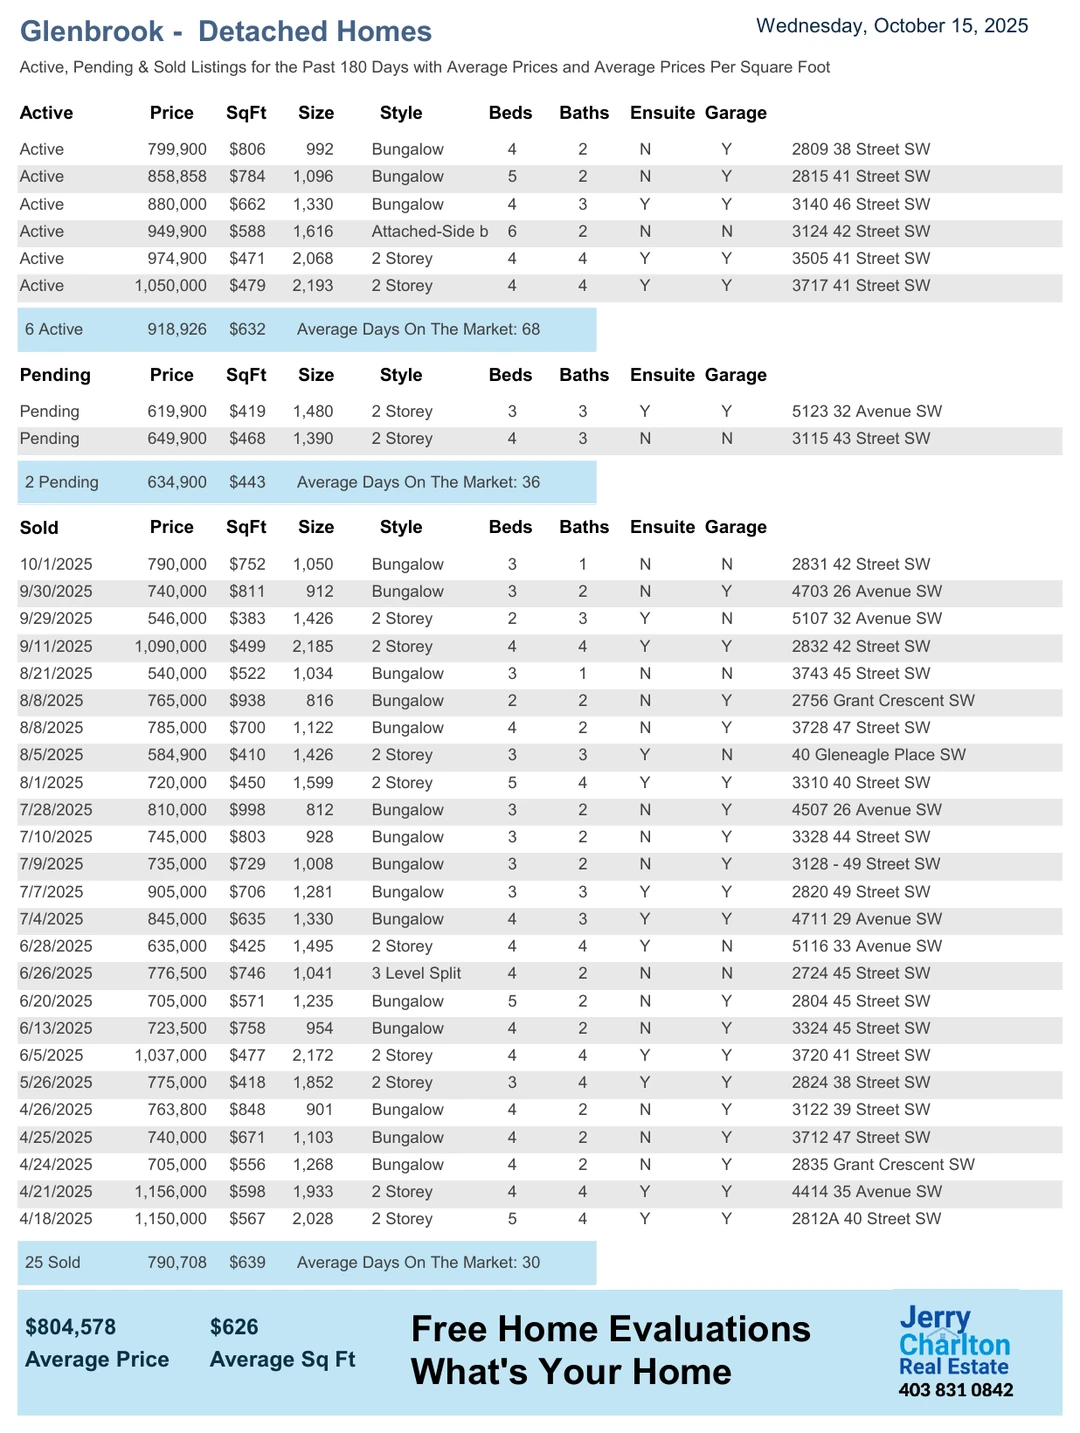 Glenbrook - Detached Homes
Wednesday, October 15, 2025
Active, Pending & Sold Listings for the Past 180 Days with Average Prices and Average Prices Per Square Foot
Active Price SqFt Size Style Beds Baths Ensuite Garage
Active 799,900 $806 992 Bungalow 4 2 N Y 2809 38 Street SW
Active 858,858 $784 1,096 Bungalow 5 2 N Y 2815 41 Street SW
Active 880,000 $662 1,330 Bungalow 4 3 Y Y 3140 46 Street SW
Active 949,900 $588 1,616 Attached-Side b 6 2 N N 3124 42 Street SW
Active 974,900 $471 2,068 2 Storey 4 4 Y Y 3505 41 Street SW
Active 1,050,000 $479 2,193 2 Storey 4 4 Y Y 3717 41 Street SW
6 Active 918,926 $632 Average Days On The Market: 68
Pending Price SqFt Size Style Beds Baths Ensuite Garage
Pending 619,900 $419 1,480 2 Storey 3 3 Y Y 5123 32 Avenue SW
Pending 649,900 $468 1,390 2 Storey 4 3 N N 3115 43 Street SW
2 Pending 634,900 $443 Average Days On The Market: 36
Sold Price SqFt Size Style Beds Baths Ensuite Garage
10/1/2025 790,000 $752 1,050 Bungalow 3 1 N N 2831 42 Street SW
9/30/2025 740,000 $811 912 Bungalow 3 2 N Y 4703 26 Avenue SW
9/29/2025 546,000 $383 1,426 2 Storey 2 3 Y N 5107 32 Avenue SW
9/11/2025 1,090,000 $499 2,185 2 Storey 4 4 Y Y 2832 42 Street SW
8/21/2025 540,000 $522 1,034 Bungalow 3 1 N N 3743 45 Street SW
8/8/2025 765,000 $938 816 Bungalow 2 2 N Y 2756 Grant Crescent SW
8/8/2025 785,000 $700 1,122 Bungalow 4 2 N Y 3728 47 Street SW
8/5/2025 584,900 $410 1,426 2 Storey 3 3 Y N 40 Gleneagle Place SW
8/1/2025 720,000 $450 1,599 2 Storey 5 4 Y Y 3310 40 Street SW
7/28/2025 810,000 $998 812 Bungalow 3 2 N Y 4507 26 Avenue SW
7/10/2025 745,000 $803 928 Bungalow 3 2 N Y 3328 44 Street SW
7/9/2025 735,000 $729 1,008 Bungalow 3 2 N Y 3128 - 49 Street SW
7/7/2025 905,000 $706 1,281 Bungalow 3 3 Y Y 2820 49 Street SW
7/4/2025 845,000 $635 1,330 Bungalow 4 3 Y Y 4711 29 Avenue SW
6/28/2025 635,000 $425 1,495 2 Storey 4 4 Y N 5116 33 Avenue SW
6/26/2025 776,500 $746 1,041 3 Level Split 4 2 N N 2724 45 Street SW
6/20/2025 705,000 $571 1,235 Bungalow 5 2 N Y 2804 45 Street SW
6/13/2025 723,500 $758 954 Bungalow 4 2 N Y 3324 45 Street SW
6/5/2025 1,037,000 $477 2,172 2 Storey 4 4 Y Y 3720 41 Street SW
5/26/2025 775,000 $418 1,852 2 Storey 3 4 Y Y 2824 38 Street SW
4/26/2025 763,800 $848 901 Bungalow 4 2 N Y 3122 39 Street SW
4/25/2025 740,000 $671 1,103 Bungalow 4 2 N Y 3712 47 Street SW
4/24/2025 705,000 $556 1,268 Bungalow 4 2 N Y 2835 Grant Crescent SW
4/21/2025 1,156,000 $598 1,933 2 Storey 4 4 Y Y 4414 35 Avenue SW
4/18/2025 1,150,000 $567 2,028 2 Storey 5 4 Y Y 2812A 40 Street SW
25 Sold 790,708 $639 Average Days On The Market: 30
$804,578 $626
Average Price Average Sq Ft
Free Home Evaluations
What's Your Home
Jerry
Charlton
Real Estate
403 831 0842